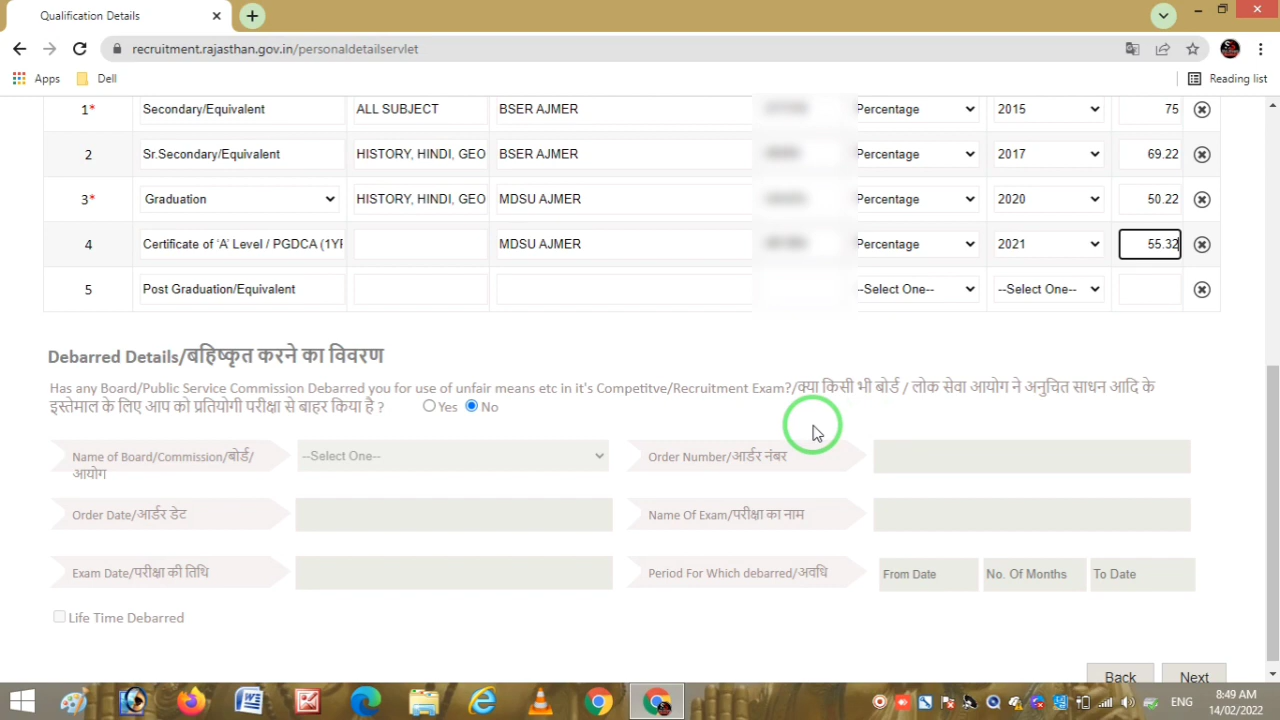 Qualification Details
recruitment.rajasthan.gov.in/personaldetailservlet
Apps Dell Reading list
1* Secondary/Equivalent ALL SUBJECT BSER AJMER Percentage 2015 75
2 Sr.Secondary/Equivalent HISTORY, HINDI, GEO BSER AJMER Percentage 2017 69.22
3* Graduation HISTORY, HINDI, GEO MDSU AJMER Percentage 2020 50.22
4 Certificate of ‘A’ Level / PGDCA (1YR MDSU AJMER Percentage 2021 55.32
5 Post Graduation/Equivalent --Select One-- --Select One--
Debarred Details/बहिष्कृत करने का विवरण
Has any Board/Public Service Commission Debarred you for use of unfair means etc in it's Competitve/Recruitment Exam?/क्या किसी भी बोर्ड / लोक सेवा आयोग ने अनुचित साधन आदि के
इस्तेमाल के लिए आप को प्रतियोगी परीक्षा से बाहर किया है ? Yes No
Name of Board/Commission/बोर्ड/ --Select One-- Order Number/आर्डर नंबर
आयोग
Order Date/आर्डर डेट Name Of Exam/परीक्षा का नाम
Exam Date/परीक्षा की तिथि Period For Which debarred/अवधि From Date No. Of Months To Date
Life Time Debarred
Back Next
ENG 8:49 AM
14/02/2022